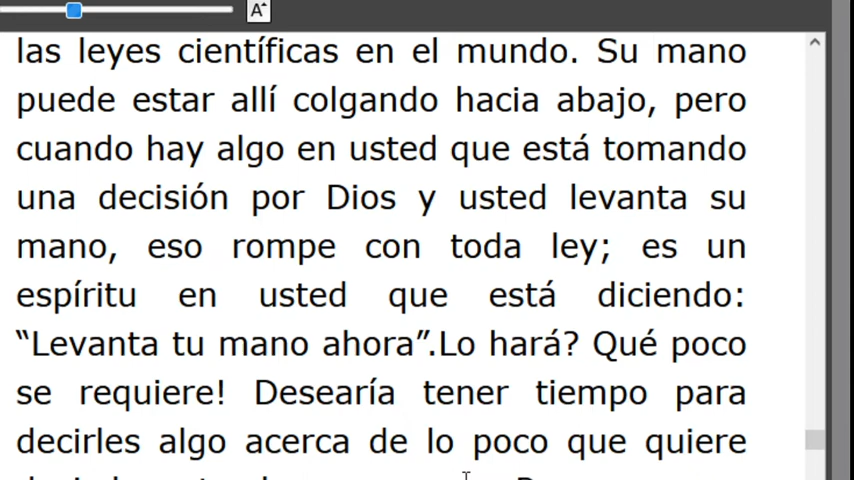 A
las leyes científicas en el mundo. Su mano
puede estar allí colgando hacia abajo, pero
cuando hay algo en usted que está tomando
una decisión por Dios y usted levanta su
mano, eso rompe con toda ley; es un
espíritu en usted que está diciendo:
“Levanta tu mano ahora”.Lo hará? Qué poco
se requiere! Desearía tener tiempo para
decirles algo acerca de lo poco que quiere